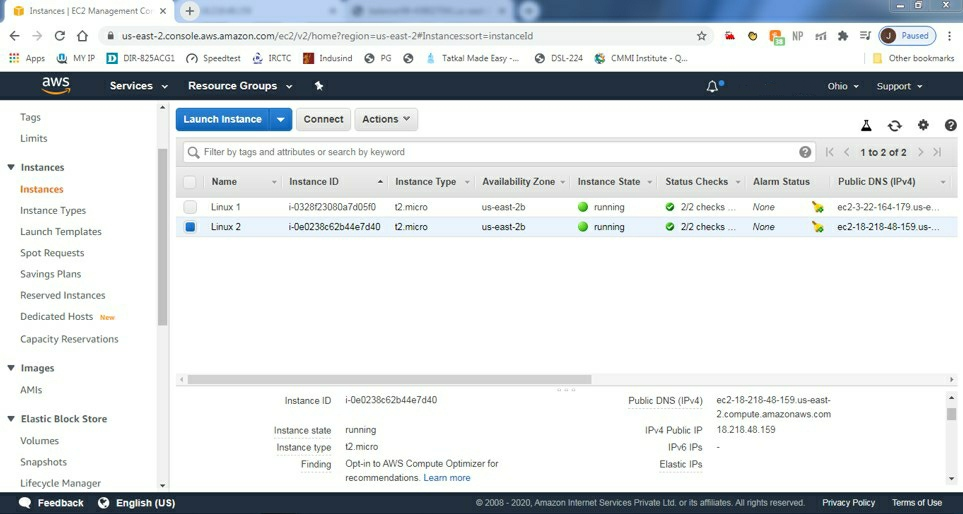 Instances | EC2 Management Co
us-east-2.console.aws.amazon.com/ec2/v2/home?region=us-east-2#Instances:sort=instanceId
NP
J Paused
Apps MY IP DIR-825ACG1 Speedtest IRCTC Indusind PG Tatkal Made Easy -... DSL-224 CMMI Institute - Q... Other bookmarks
aws Services Resource Groups Ohio Support
Tags
Limits
Instances
Instances
Instance Types
Launch Templates
Spot Requests
Savings Plans
Reserved Instances
Dedicated Hosts New
Capacity Reservations
Images
AMIs
Elastic Block Store
Volumes
Snapshots
Lifecycle Manager
Launch Instance Connect Actions
Filter by tags and attributes or search by keyword 1 to 2 of 2
Name Instance ID Instance Type Availability Zone Instance State Status Checks Alarm Status Public DNS (IPv4)
Linux 1 i-0328f23080a7d05f0 t2.micro us-east-2b running 2/2 checks ... None ec2-3-22-164-179.us-e...
Linux 2 i-0e0238c62b44e7d40 t2.micro us-east-2b running 2/2 checks ... None ec2-18-218-48-159.us-...
Instance ID i-0e0238c62b44e7d40 Public DNS (IPv4) ec2-18-218-48-159.us-east-
2.compute.amazonaws.com
Instance state running IPv4 Public IP 18.218.48.159
Instance type t2.micro IPv6 IPs -
Finding Opt-in to AWS Compute Optimizer for Elastic IPs
recommendations. Learn more
Feedback English (US) © 2008 - 2020, Amazon Internet Services Private Ltd. or its affiliates. All rights reserved. Privacy Policy Terms of Use